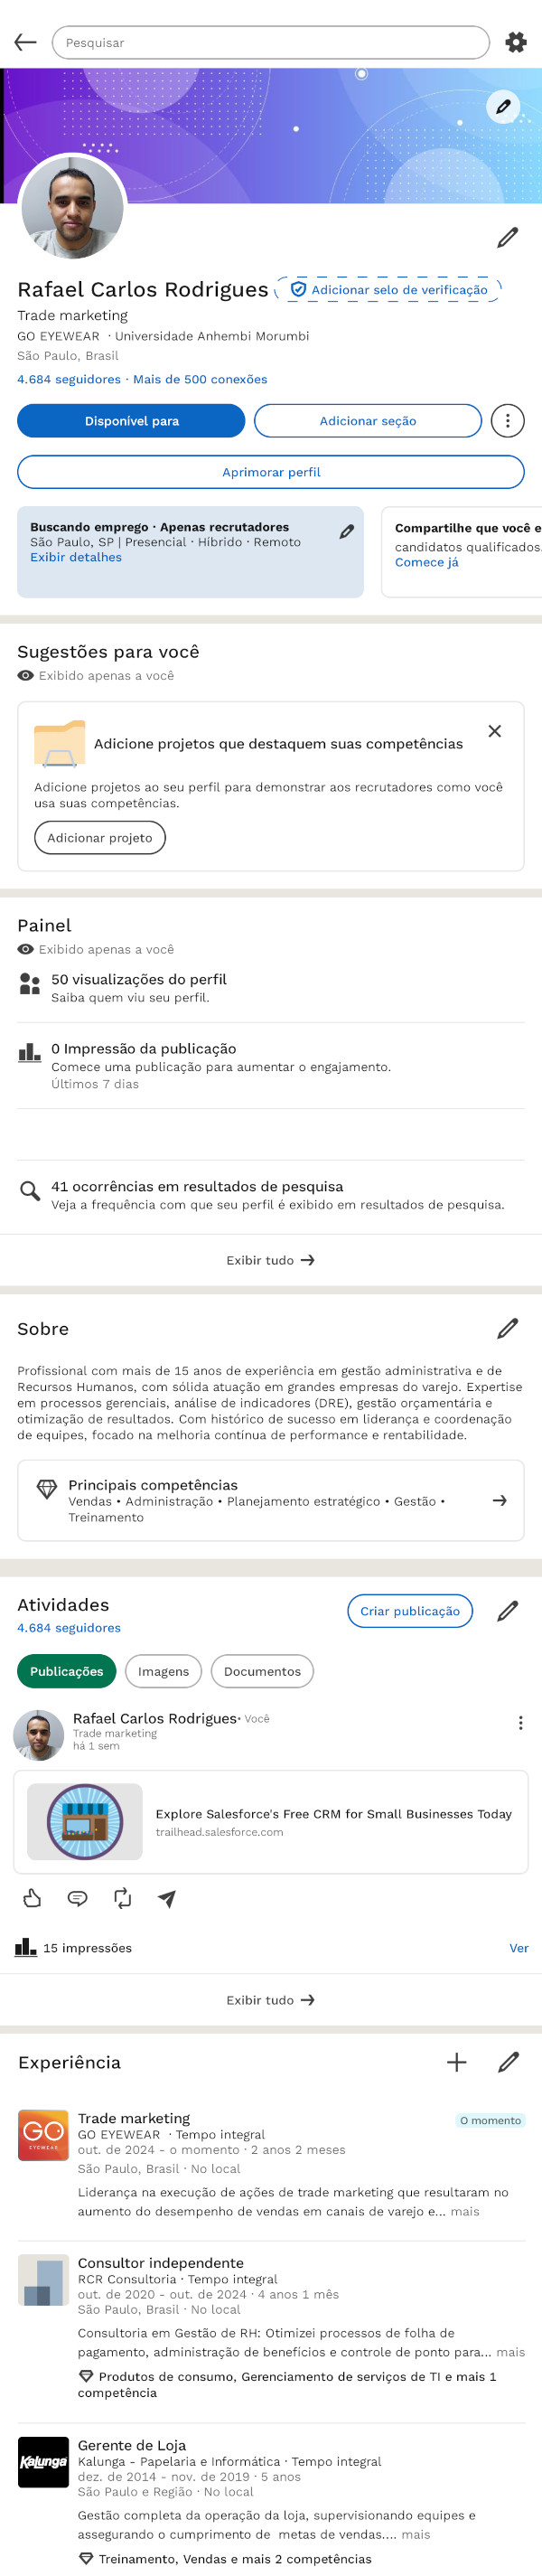 Pesquisar
Rafael Carlos Rodrigues
Adicionar selo de verificação
Trade marketing
GO EYEWEAR · Universidade Anhembi Morumbi
São Paulo, Brasil
4.684 seguidores · Mais de 500 conexões
Disponível para
Adicionar seção
Aprimorar perfil
Buscando emprego · Apenas recrutadores
São Paulo, SP | Presencial · Híbrido · Remoto
Exibir detalhes
Compartilhe que você e
candidatos qualificados.
Comece já
Sugestões para você
Exibido apenas a você
Adicione projetos que destaquem suas competências
Adicione projetos ao seu perfil para demonstrar aos recrutadores como você
usa suas competências.
Adicionar projeto
Painel
Exibido apenas a você
50 visualizações do perfil
Saiba quem viu seu perfil.
0 Impressão da publicação
Comece uma publicação para aumentar o engajamento.
Últimos 7 dias
41 ocorrências em resultados de pesquisa
Veja a frequência com que seu perfil é exibido em resultados de pesquisa.
Exibir tudo
Sobre
Profissional com mais de 15 anos de experiência em gestão administrativa e de
Recursos Humanos, com sólida atuação em grandes empresas do varejo. Expertise
em processos gerenciais, análise de indicadores (DRE), gestão orçamentária e
otimização de resultados. Com histórico de sucesso em liderança e coordenação
de equipes, focado na melhoria contínua de performance e rentabilidade.
Principais competências
Vendas • Administração • Planejamento estratégico • Gestão •
Treinamento
Atividades
4.684 seguidores
Criar publicação
Publicações
Imagens
Documentos
Rafael Carlos Rodrigues• Você
Trade marketing
há 1 sem
Explore Salesforce's Free CRM for Small Businesses Today
trailhead.salesforce.com
15 impressões
Ver
Exibir tudo
Experiência
GO
EYEWEAR
Trade marketing
O momento
GO EYEWEAR · Tempo integral
out. de 2024 - o momento · 2 anos 2 meses
São Paulo, Brasil · No local
Liderança na execução de ações de trade marketing que resultaram no
aumento do desempenho de vendas em canais de varejo e... mais
Consultor independente
RCR Consultoria · Tempo integral
out. de 2020 - out. de 2024 · 4 anos 1 mês
São Paulo, Brasil · No local
Consultoria em Gestão de RH: Otimizei processos de folha de
pagamento, administração de benefícios e controle de ponto para... mais
Produtos de consumo, Gerenciamento de serviços de TI e mais 1
competência
Kalunga
Gerente de Loja
Kalunga - Papelaria e Informática · Tempo integral
dez. de 2014 - nov. de 2019 · 5 anos
São Paulo e Região · No local
Gestão completa da operação da loja, supervisionando equipes e
assegurando o cumprimento de metas de vendas.... mais
Treinamento, Vendas e mais 2 competências